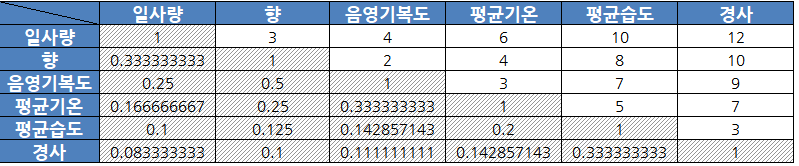 일사량 향 음영기복도 평균기온 평균습도 경사
일사량 1 3 4 6 10 12
향 0.333333333 1 2 4 8 10
음영기복도 0.25 0.5 1 3 7 9
평균기온 0.166666667 0.25 0.333333333 1 5 7
평균습도 0.1 0.125 0.142857143 0.2 1 3
경사 0.083333333 0.1 0.111111111 0.142857143 0.333333333 1